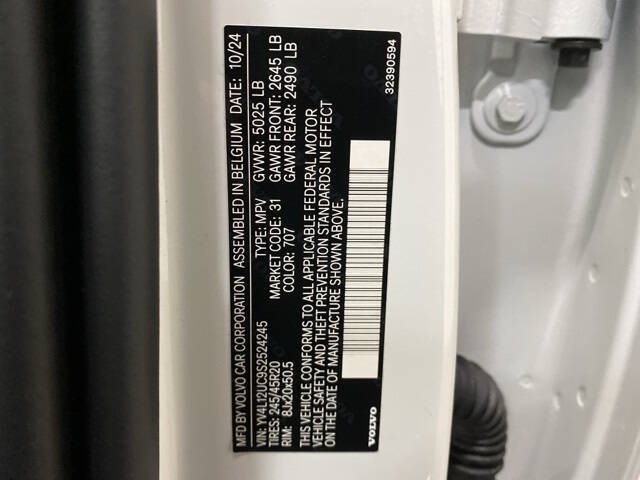 MFD BY VOLVO CAR CORPORATION ASSEMBLED IN BELGIUM DATE: 10/24
VIN: YV4L12UC9S2524245 TYPE: MPV GVWR: 5025 LB
TIRES: 245/45R20 MARKET CODE: 31 GAWR FRONT: 2645 LB
RIM: 8Jx20x50.5 COLOR: 707 GAWR REAR: 2490 LB
THIS VEHICLE CONFORMS TO ALL APPLICABLE FEDERAL MOTOR
VEHICLE SAFETY AND THEFT PREVENTION STANDARDS IN EFFECT
ON THE DATE OF MANUFACTURE SHOWN ABOVE.
VOLVO 32390594